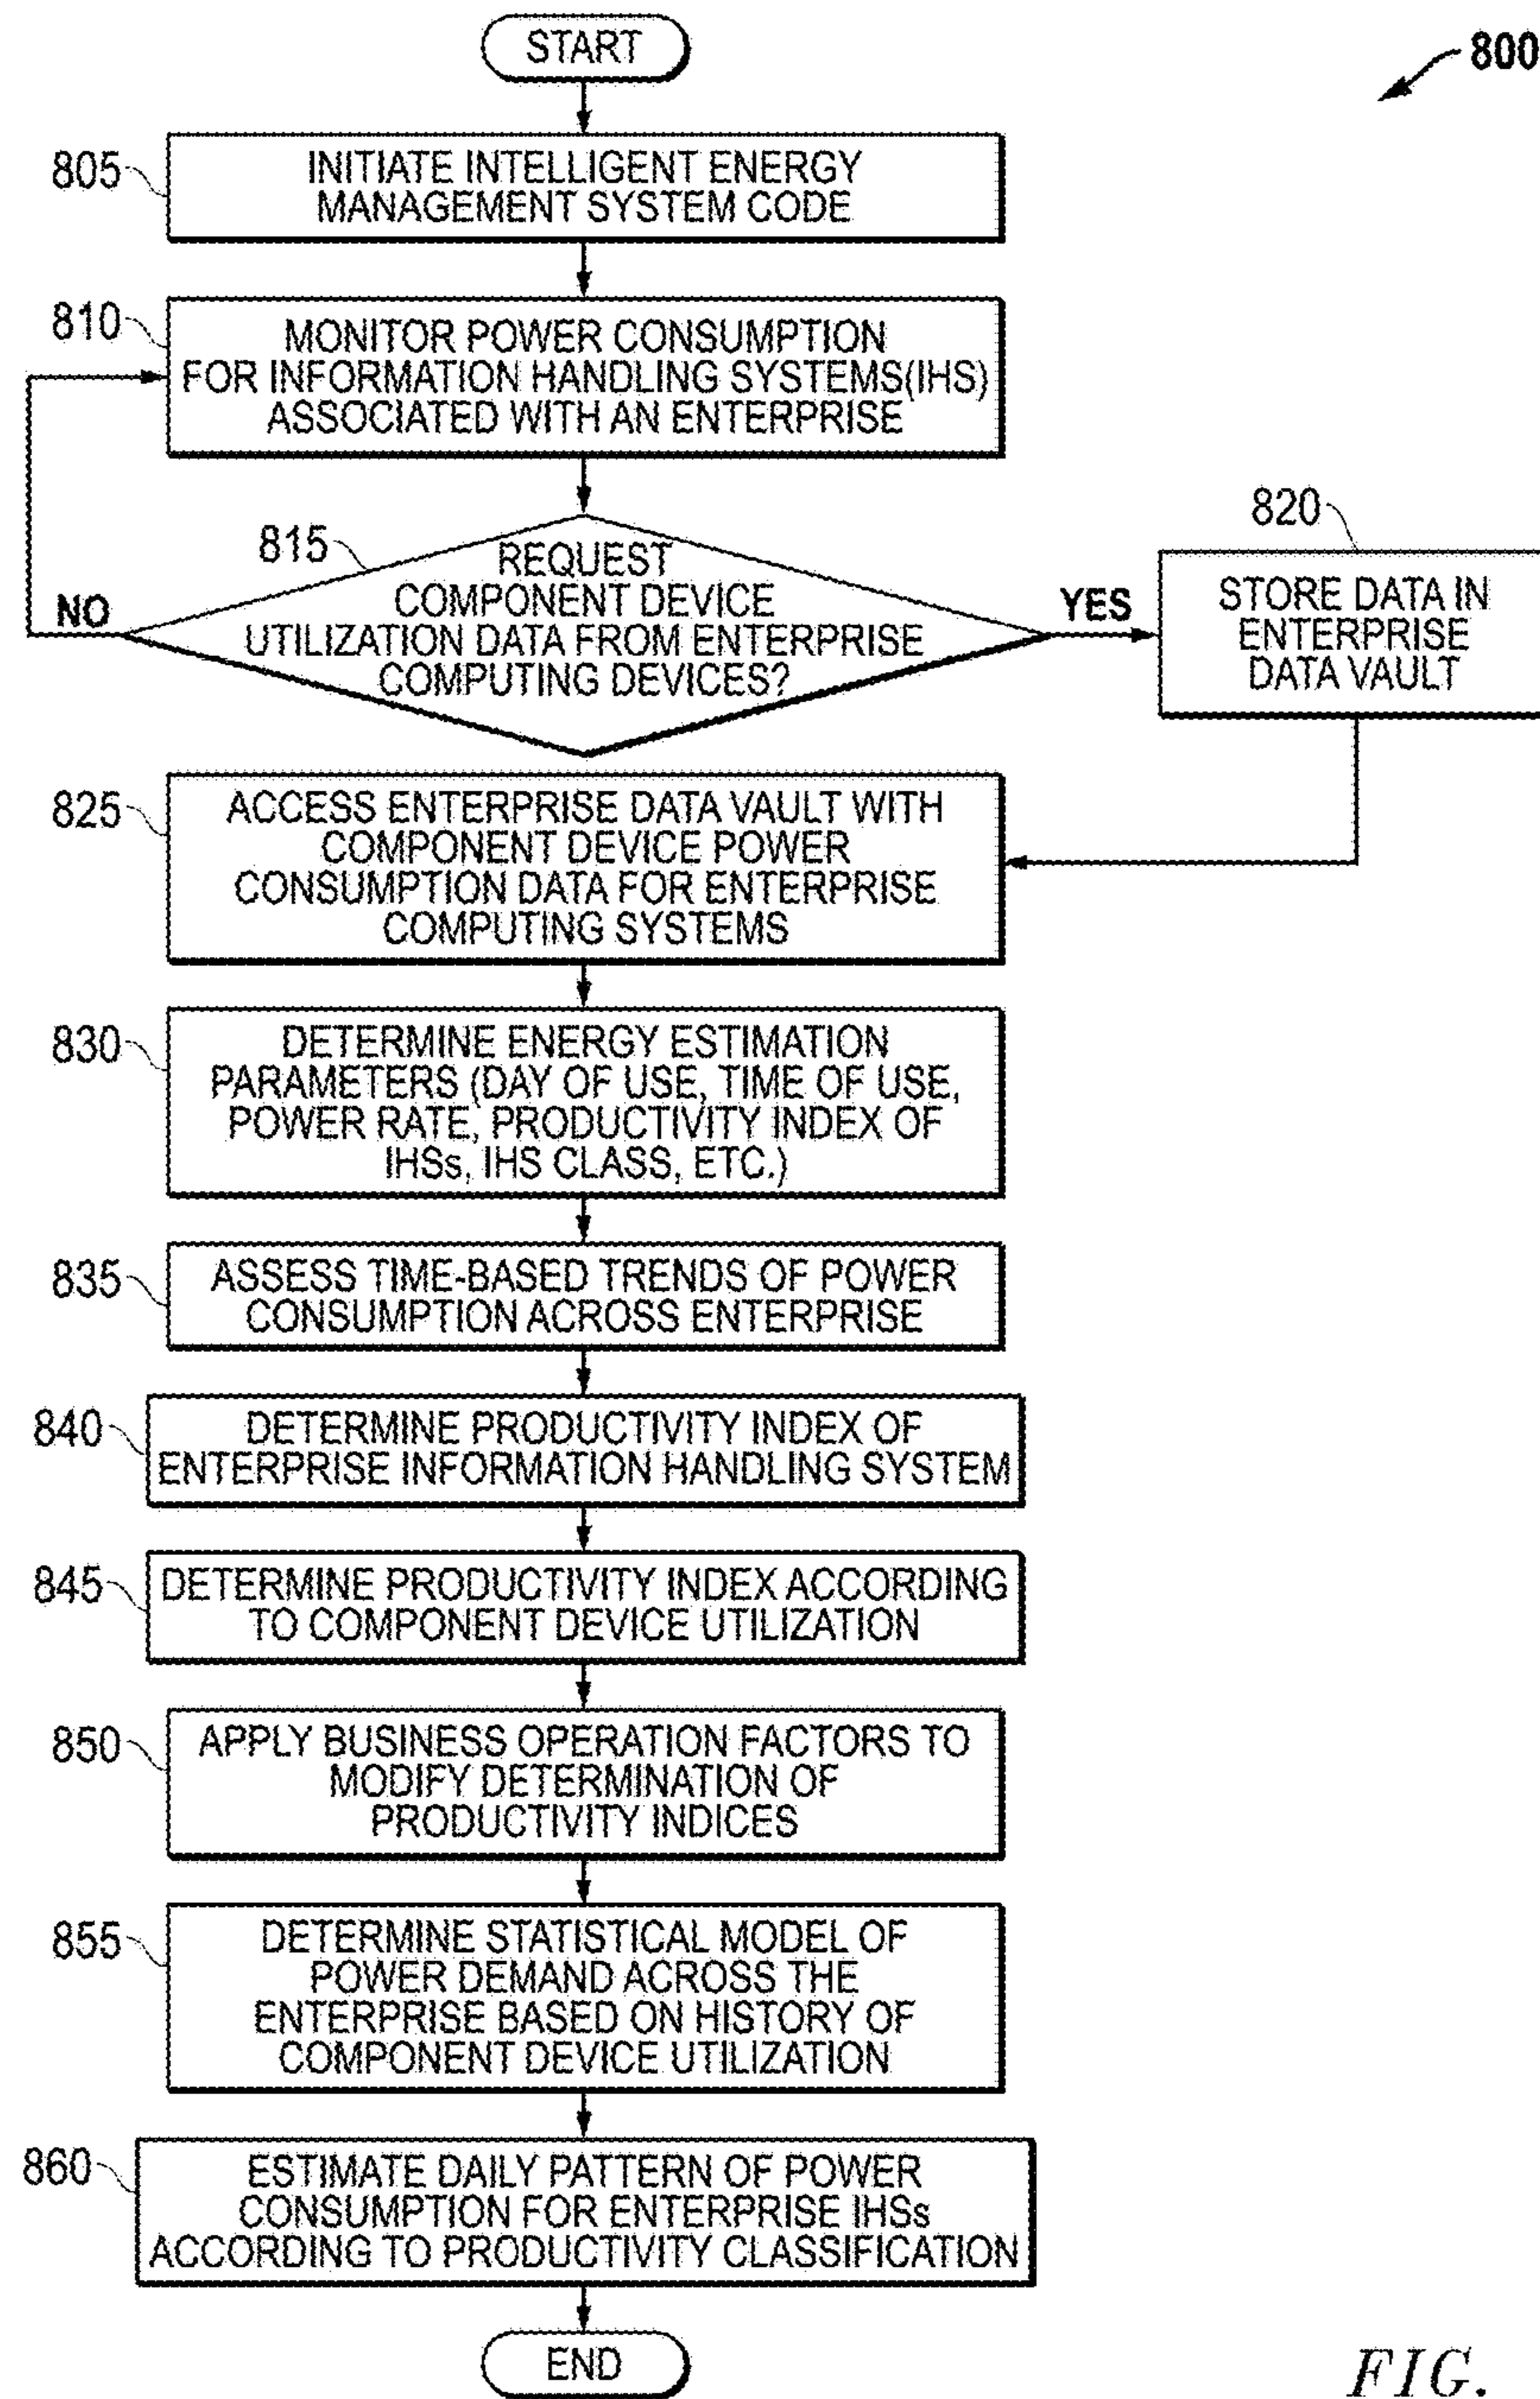 START
800
805
INITIATE INTELLIGENT ENERGY
MANAGEMENT SYSTEM CODE
810
MONITOR POWER CONSUMPTION
FOR INFORMATION HANDLING SYSTEMS(IHS)
ASSOCIATED WITH AN ENTERPRISE
815
REQUEST
COMPONENT DEVICE
UTILIZATION DATA FROM ENTERPRISE
COMPUTING DEVICES?
NO
YES
820
STORE DATA IN
ENTERPRISE
DATA VAULT
825
ACCESS ENTERPRISE DATA VAULT WITH
COMPONENT DEVICE POWER
CONSUMPTION DATA FOR ENTERPRISE
COMPUTING SYSTEMS
830
DETERMINE ENERGY ESTIMATION
PARAMETERS (DAY OF USE, TIME OF USE,
POWER RATE, PRODUCTIVITY INDEX OF
IHSs, IHS CLASS, ETC.)
835
ASSESS TIME-BASED TRENDS OF POWER
CONSUMPTION ACROSS ENTERPRISE
840
DETERMINE PRODUCTIVITY INDEX OF
ENTERPRISE INFORMATION HANDLING SYSTEM
845
DETERMINE PRODUCTIVITY INDEX ACCORDING
TO COMPONENT DEVICE UTILIZATION
850
APPLY BUSINESS OPERATION FACTORS TO
MODIFY DETERMINATION OF
PRODUCTIVITY INDICES
855
DETERMINE STATISTICAL MODEL OF
POWER DEMAND ACROSS THE
ENTERPRISE BASED ON HISTORY OF
COMPONENT DEVICE UTILIZATION
860
ESTIMATE DAILY PATTERN OF POWER
CONSUMPTION FOR ENTERPRISE IHSs
ACCORDING TO PRODUCTIVITY CLASSIFICATION
END
FIG.